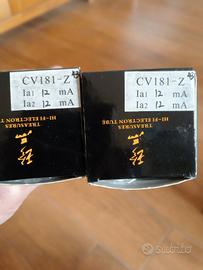 CV181-Z
Ia1 12 mA
Ia2 12 mA
TREASURES
HI-FI ELECTRON T
CV181-Z
Ia1 12 mA
Ia2 12 mA
TREASURES
HI-FI ELECTRON TUBE
subito